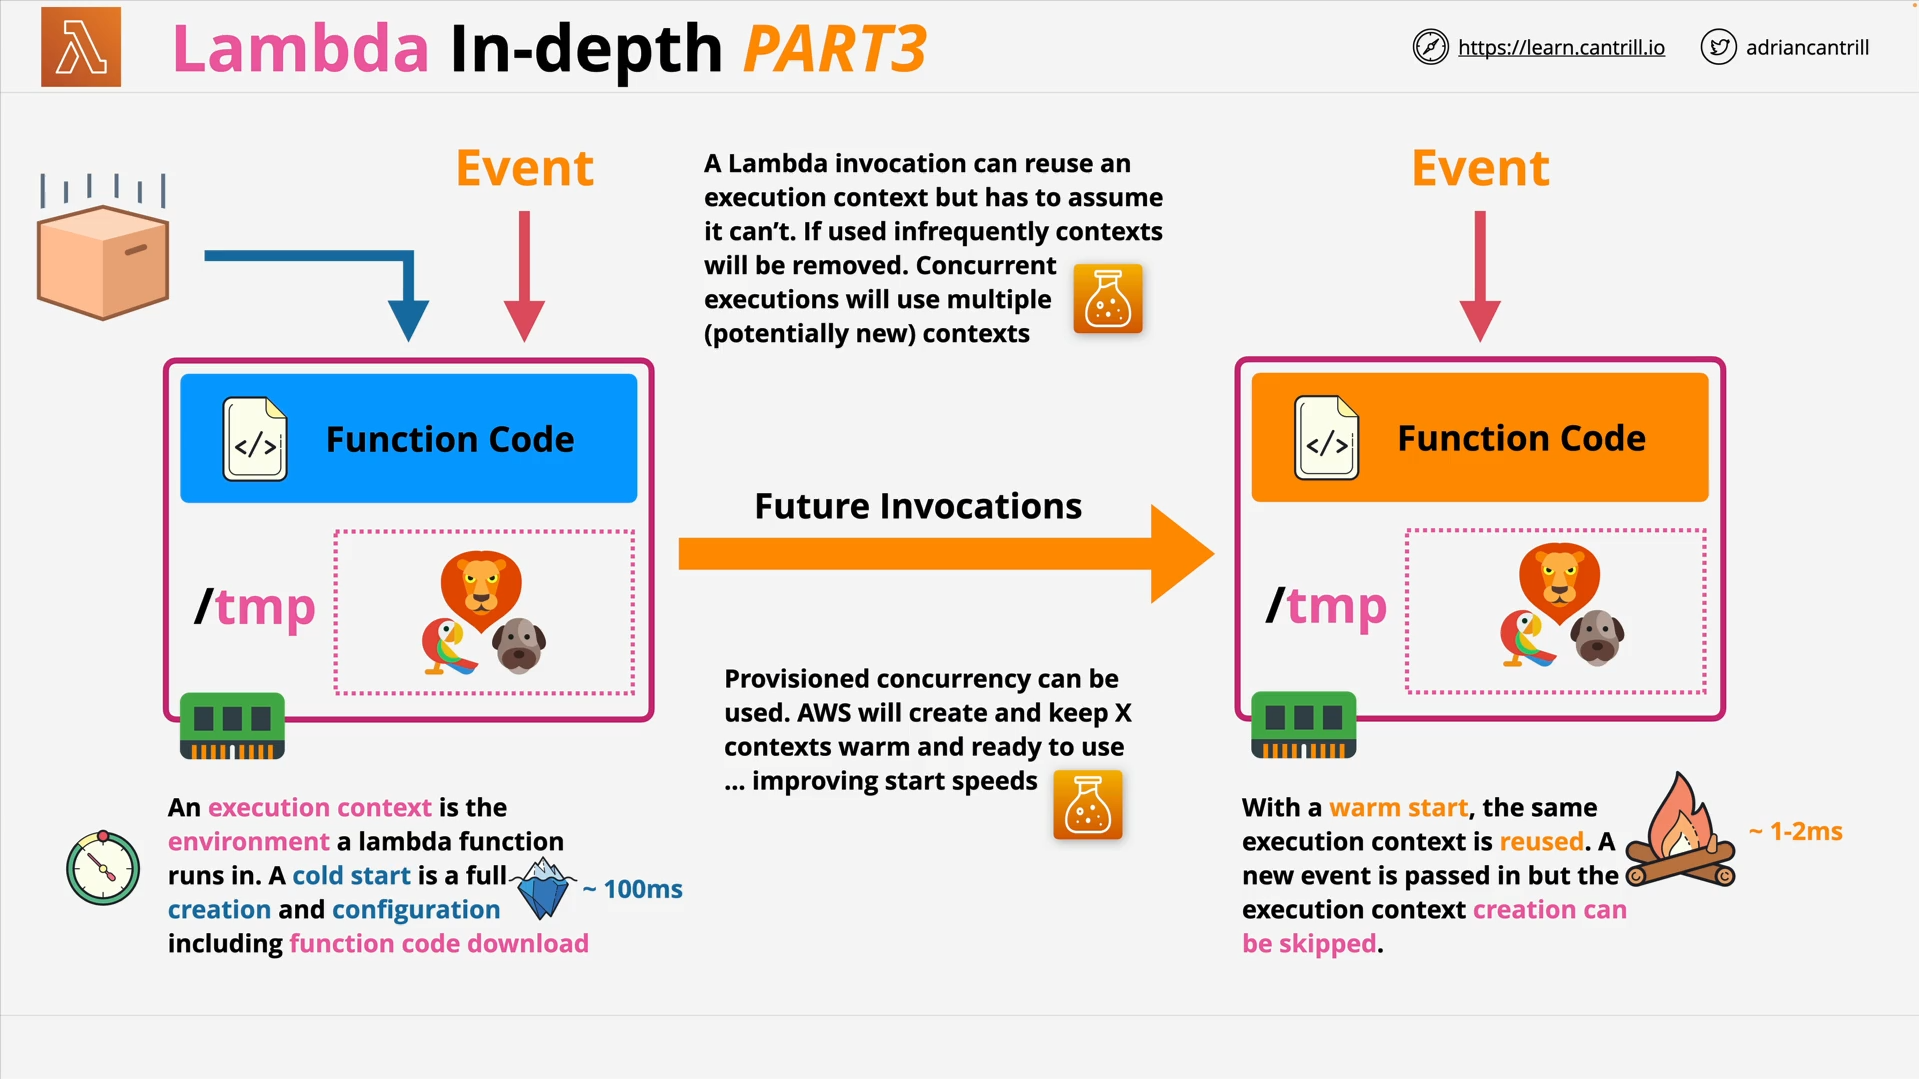 Lambda In-depth PART3
https://learn.cantrill.io
adriancantrill
Event
A Lambda invocation can reuse an
execution context but has to assume
it can’t. If used infrequently contexts
will be removed. Concurrent
executions will use multiple
(potentially new) contexts
Event
</>
Function Code
/tmp
Future Invocations
</>
Function Code
/tmp
Provisioned concurrency can be
used. AWS will create and keep X
contexts warm and ready to use
... improving start speeds
An execution context is the
environment a lambda function
runs in. A cold start is a full
creation and configuration
including function code download
~ 100ms
With a warm start, the same
execution context is reused. A
new event is passed in but the
execution context creation can
be skipped.
~ 1-2ms